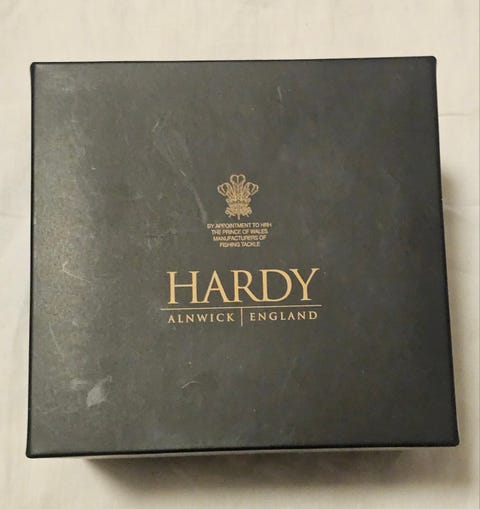 BY APPOINTMENT TO HRH
THE PRINCE OF WALES
MANUFACTURERS OF
FISHING TACKLE
HARDY
ALNWICK | ENGLAND